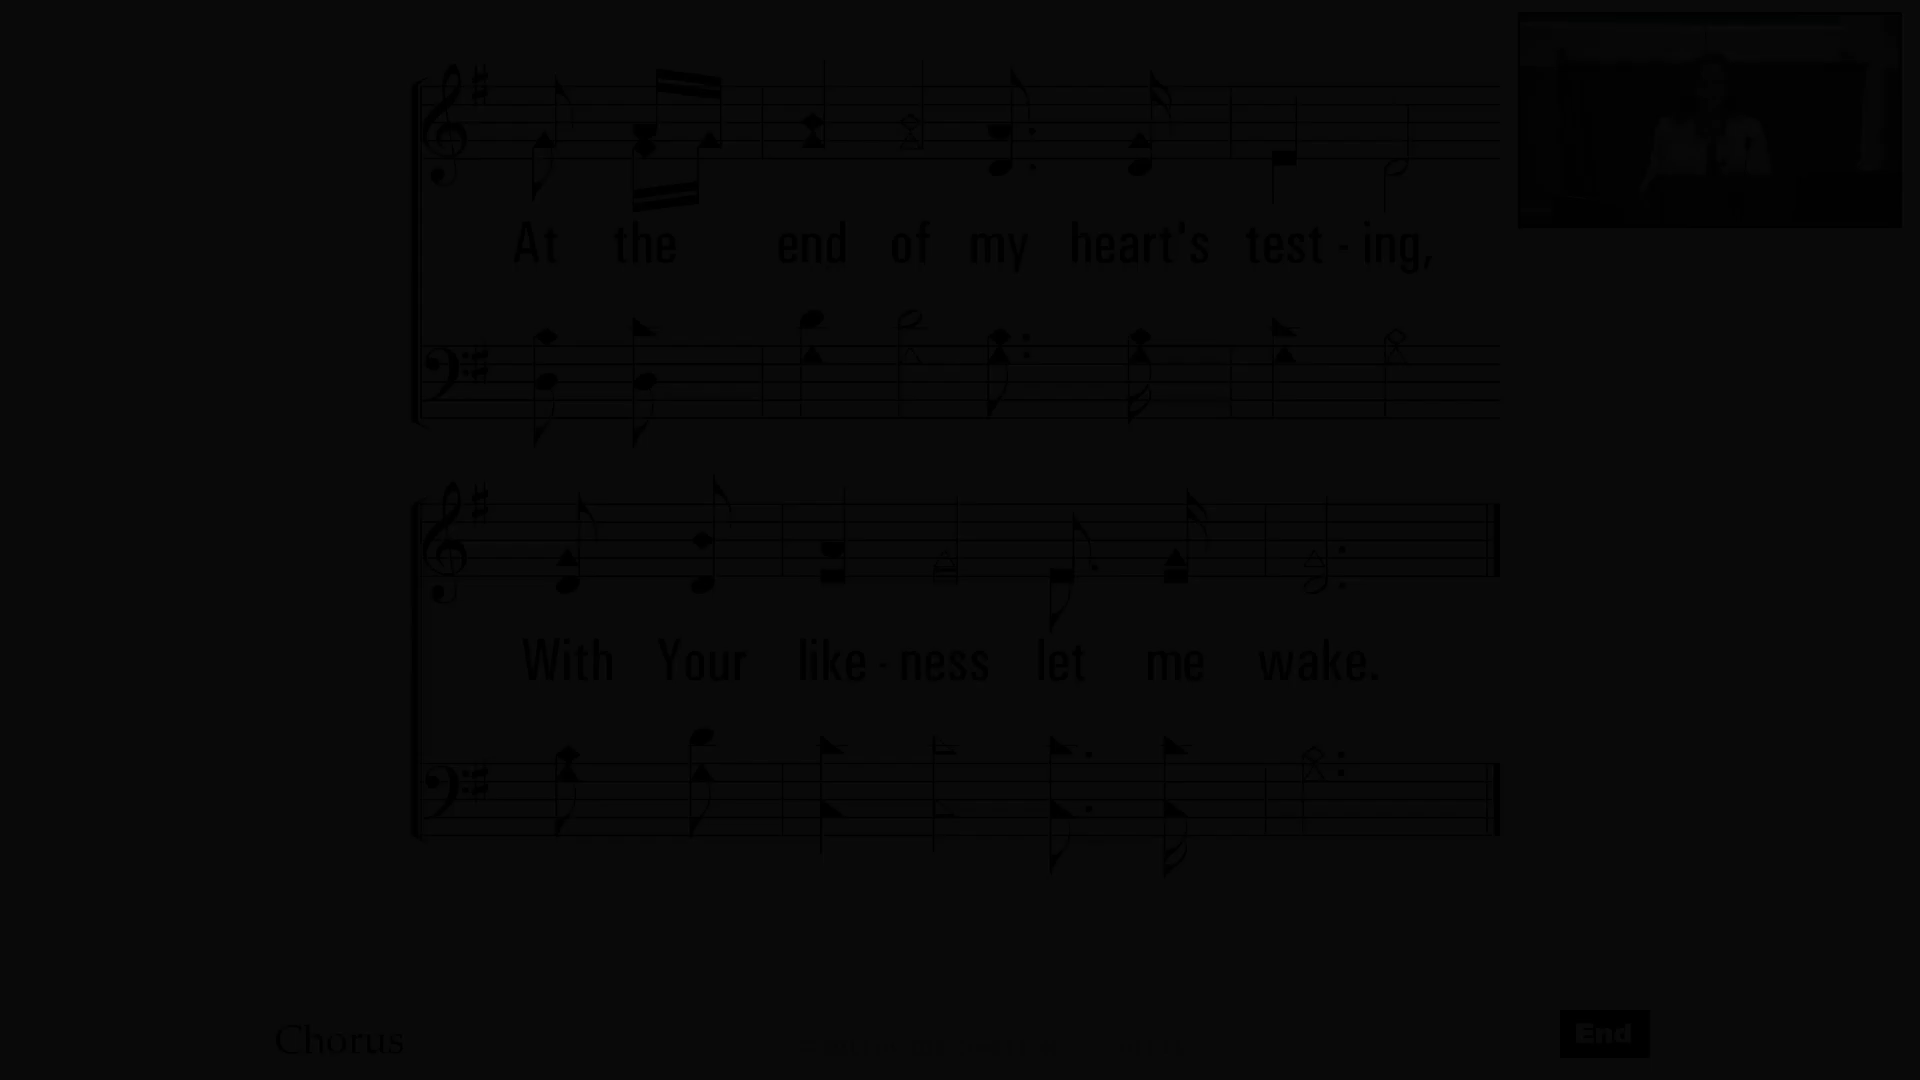 At the end of my heart's test - ing,
With Your like - ness let me wake.
Chorus
End